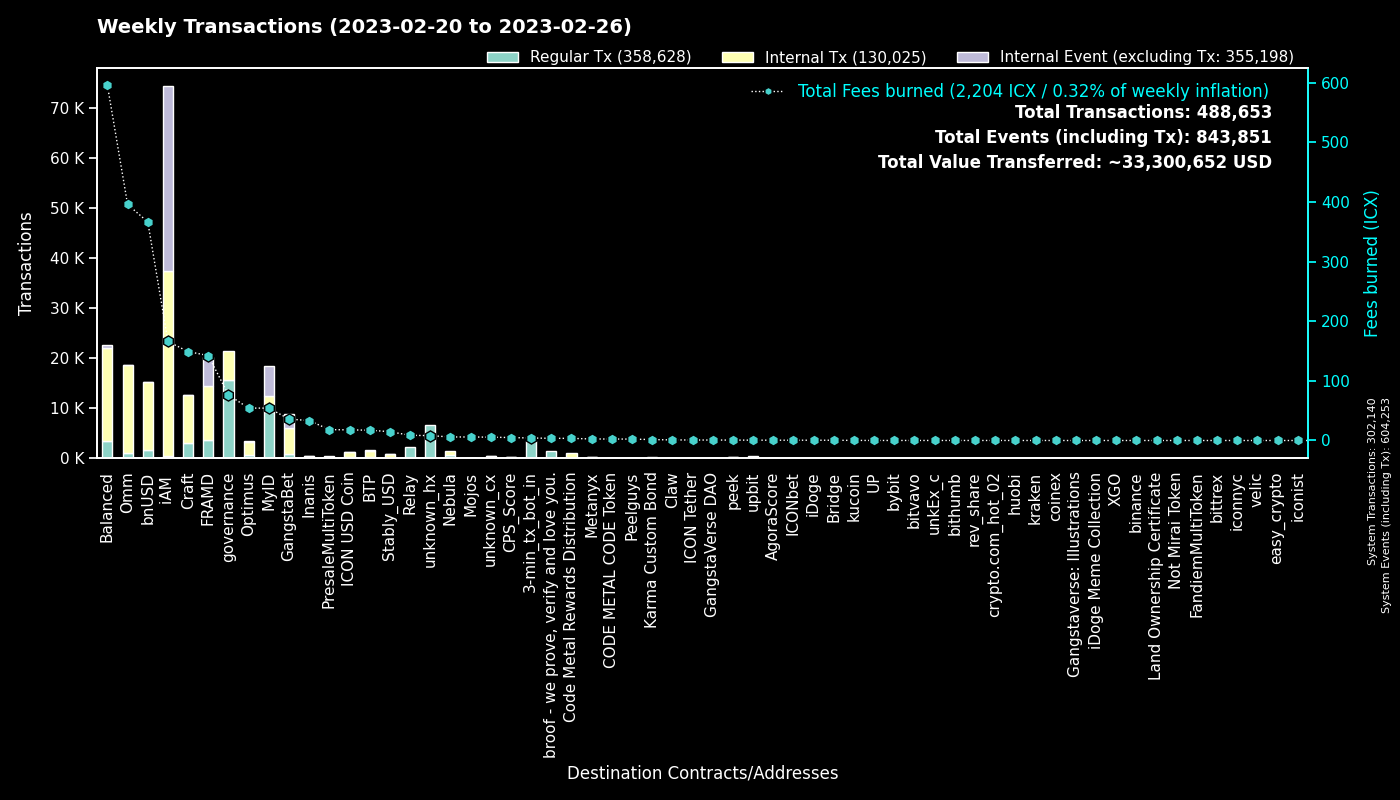 Weekly Transactions (2023-02-20 to 2023-02-26)
Regular Tx (358,628)
Internal Tx (130,025)
Internal Event (excluding Tx: 355,198)
Total Fees burned (2,204 ICX / 0.32% of weekly inflation)
Total Transactions: 488,653
Total Events (including Tx): 843,851
Total Value Transferred: ~33,300,652 USD
Transactions
70 K
60 K
50 K
40 K
30 K
20 K
10 K
0 K
600
500
400
300
200
100
0
Fees burned (ICX)
System Transactions: 302,140
System Events (including Tx): 604,253
Balanced
Omm
bnUSD
iAM
Craft
FRAMD
governance
Optimus
MyID
GangstaBet
Inanis
PresaleMultiToken
ICON USD Coin
BTP
Stably_USD
Relay
unknown_hx
Nebula
Mojos
unknown_cx
CPS_Score
3-min_tx_bot_in
broof - we prove, verify and love you.
Code Metal Rewards Distribution
Metanyx
CODE METAL CODE Token
Peelguys
Karma Custom Bond
Claw
ICON Tether
GangstaVerse DAO
peek
upbit
AgoraScore
ICONbet
iDoge
Bridge
kucoin
UP
bybit
bitvavo
unkEx_c
bithumb
rev_share
crypto.com_hot_02
huobi
kraken
coinex
Gangstaverse: Illustrations
iDoge Meme Collection
XGO
binance
Land Ownership Certificate
Not Mirai Token
FandiemMultiToken
bittrex
iconnyc
velic
easy_crypto
iconist
Destination Contracts/Addresses